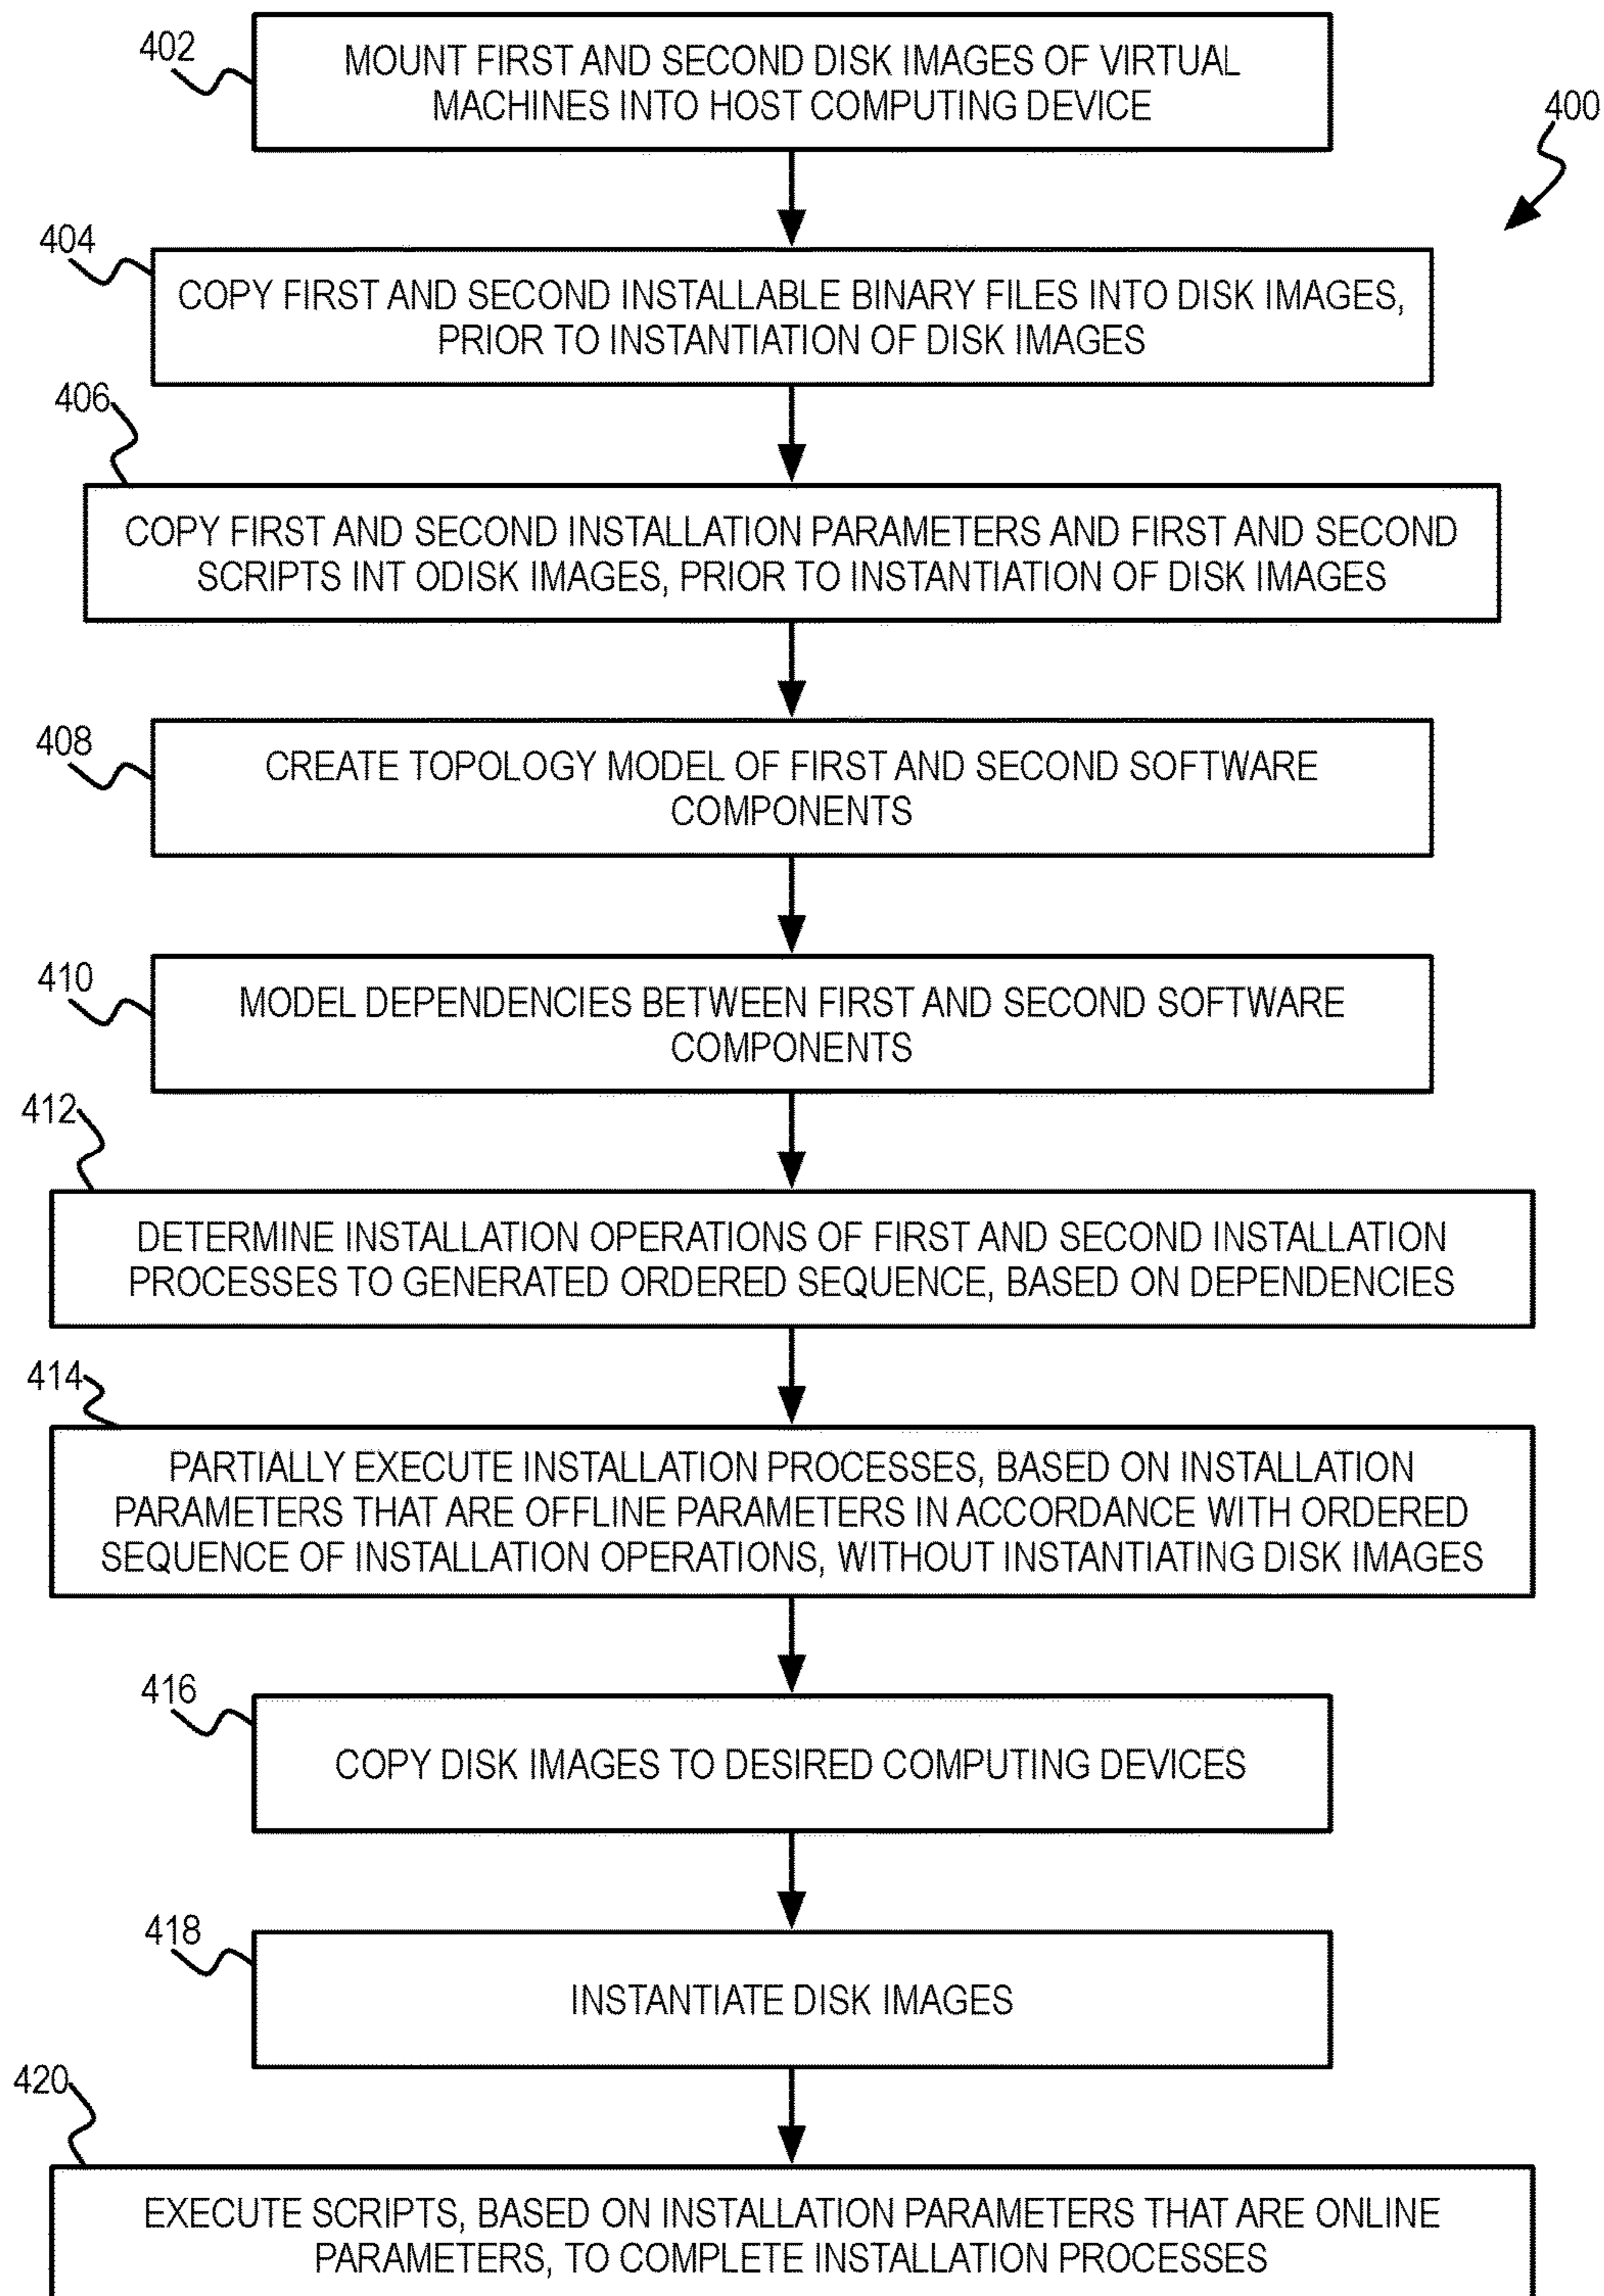 402
MOUNT FIRST AND SECOND DISK IMAGES OF VIRTUAL
MACHINES INTO HOST COMPUTING DEVICE
400
404
COPY FIRST AND SECOND INSTALLABLE BINARY FILES INTO DISK IMAGES,
PRIOR TO INSTANTIATION OF DISK IMAGES
406
COPY FIRST AND SECOND INSTALLATION PARAMETERS AND FIRST AND SECOND
SCRIPTS INT ODISK IMAGES, PRIOR TO INSTANTIATION OF DISK IMAGES
408
CREATE TOPOLOGY MODEL OF FIRST AND SECOND SOFTWARE
COMPONENTS
410
MODEL DEPENDENCIES BETWEEN FIRST AND SECOND SOFTWARE
COMPONENTS
412
DETERMINE INSTALLATION OPERATIONS OF FIRST AND SECOND INSTALLATION
PROCESSES TO GENERATED ORDERED SEQUENCE, BASED ON DEPENDENCIES
414
PARTIALLY EXECUTE INSTALLATION PROCESSES, BASED ON INSTALLATION
PARAMETERS THAT ARE OFFLINE PARAMETERS IN ACCORDANCE WITH ORDERED
SEQUENCE OF INSTALLATION OPERATIONS, WITHOUT INSTANTIATING DISK IMAGES
416
COPY DISK IMAGES TO DESIRED COMPUTING DEVICES
418
INSTANTIATE DISK IMAGES
420
EXECUTE SCRIPTS, BASED ON INSTALLATION PARAMETERS THAT ARE ONLINE
PARAMETERS, TO COMPLETE INSTALLATION PROCESSES